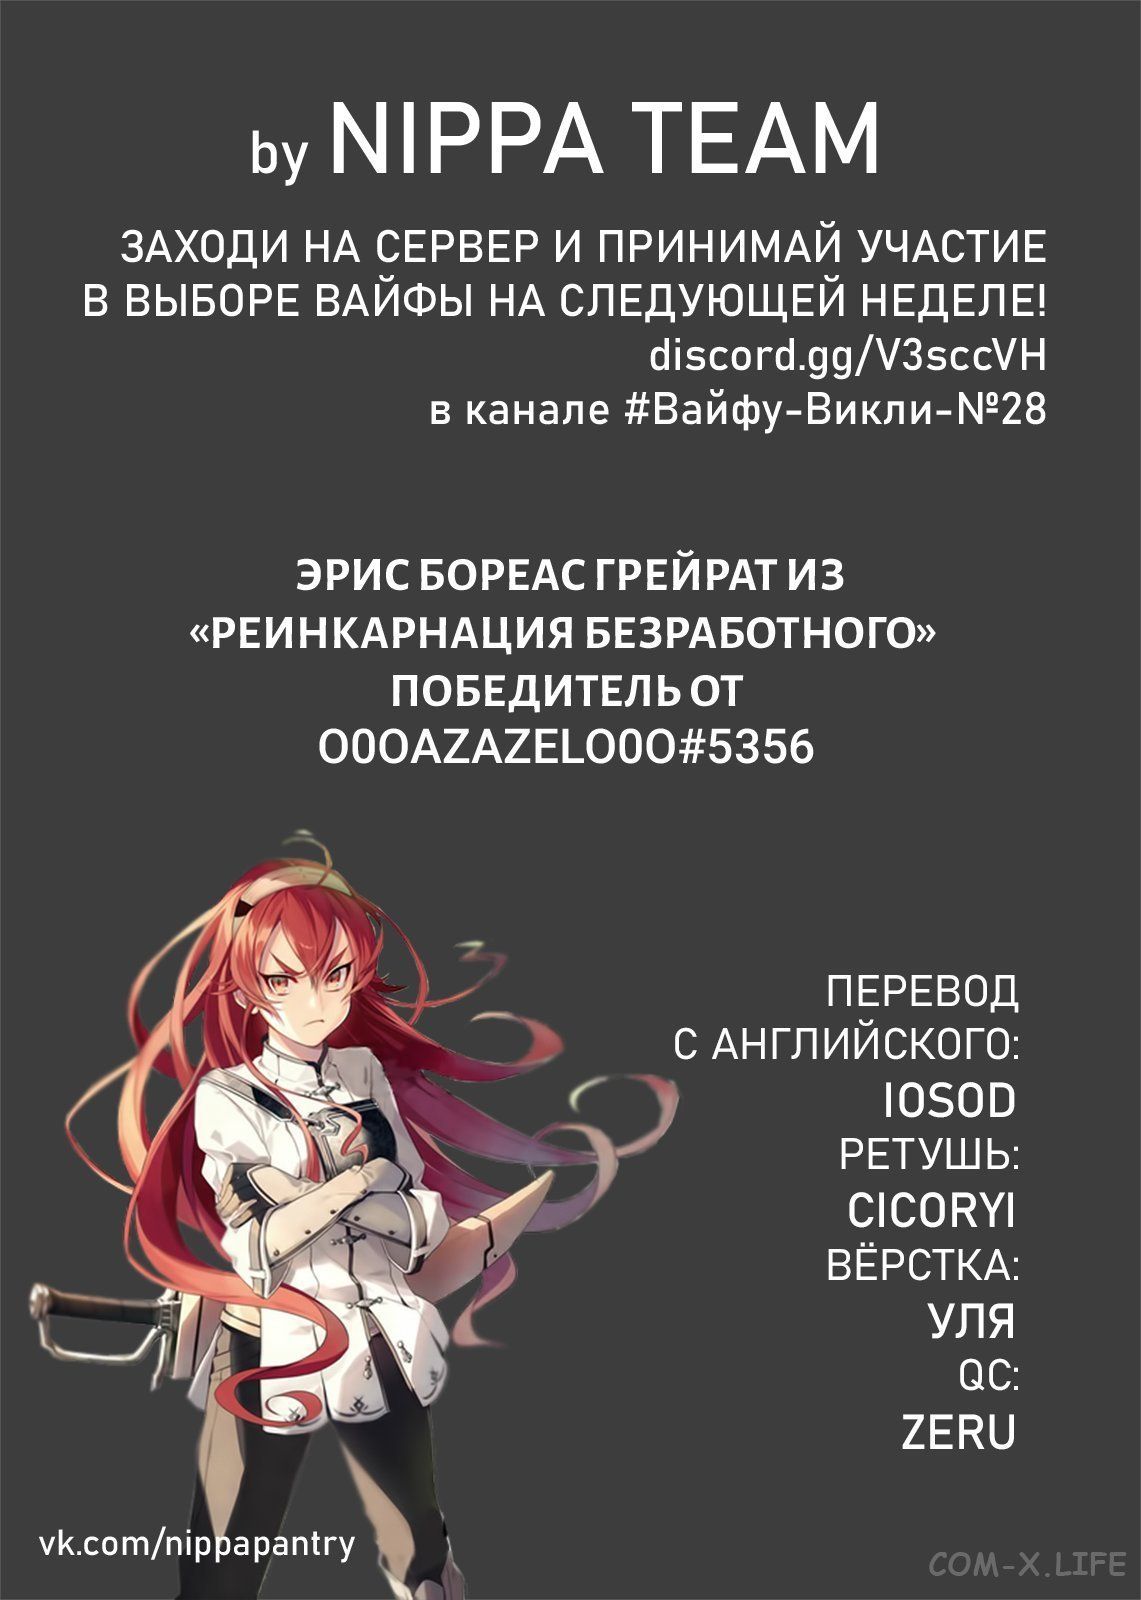 by NIPPA TEAM
ЗАХОДИ НА СЕРВЕР И ПРИНИМАЙ УЧАСТИЕ
В ВЫБОРЕ ВАЙФЫ НА СЛЕДУЮЩЕЙ НЕДЕЛЕ!
discord.gg/V3sccVH
в канале #Вайфу-Викли-№28
ЭРИС БОРЕАС ГРЕЙРАТ ИЗ
«РЕИНКАРНАЦИЯ БЕЗРАБОТНОГО»
ПОБЕДИТЕЛЬ ОТ
O0OAZAZELO0O#5356
ПЕРЕВОД
С АНГЛИЙСКОГО:
IOSOD
РЕТУШЬ:
CICORYI
ВЁРСТКА:
УЛЯ
QC:
ZERU
vk.com/nippapantry
COM-X.LIFE